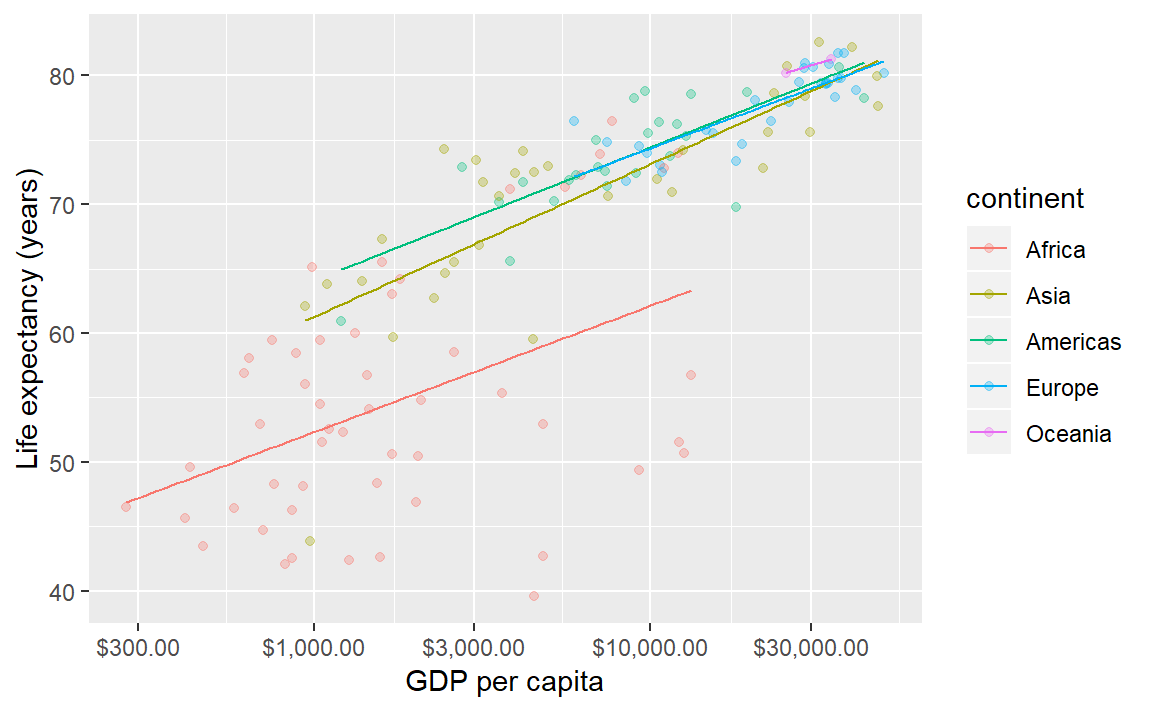 80
70
60
50
40
Life expectancy (years)
$300.00
$1,000.00
$3,000.00
$10,000.00
$30,000.00
GDP per capita
continent
Africa
Asia
Americas
Europe
Oceania